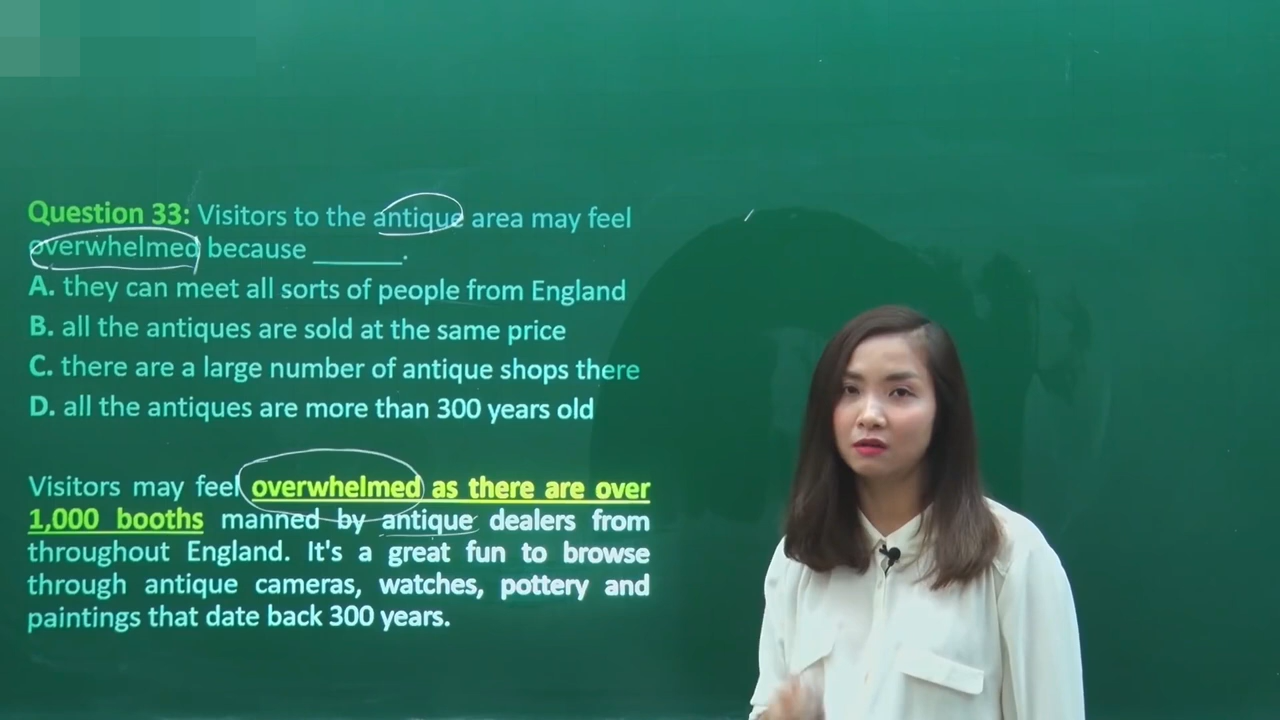 Question 33: Visitors to the antique area may feel
overwhelmed because ______.
A. they can meet all sorts of people from England
B. all the antiques are sold at the same price
C. there are a large number of antique shops there
D. all the antiques are more than 300 years old
Visitors may feel overwhelmed as there are over
1,000 booths manned by antique dealers from
throughout England. It's a great fun to browse
through antique cameras, watches, pottery and
paintings that date back 300 years.